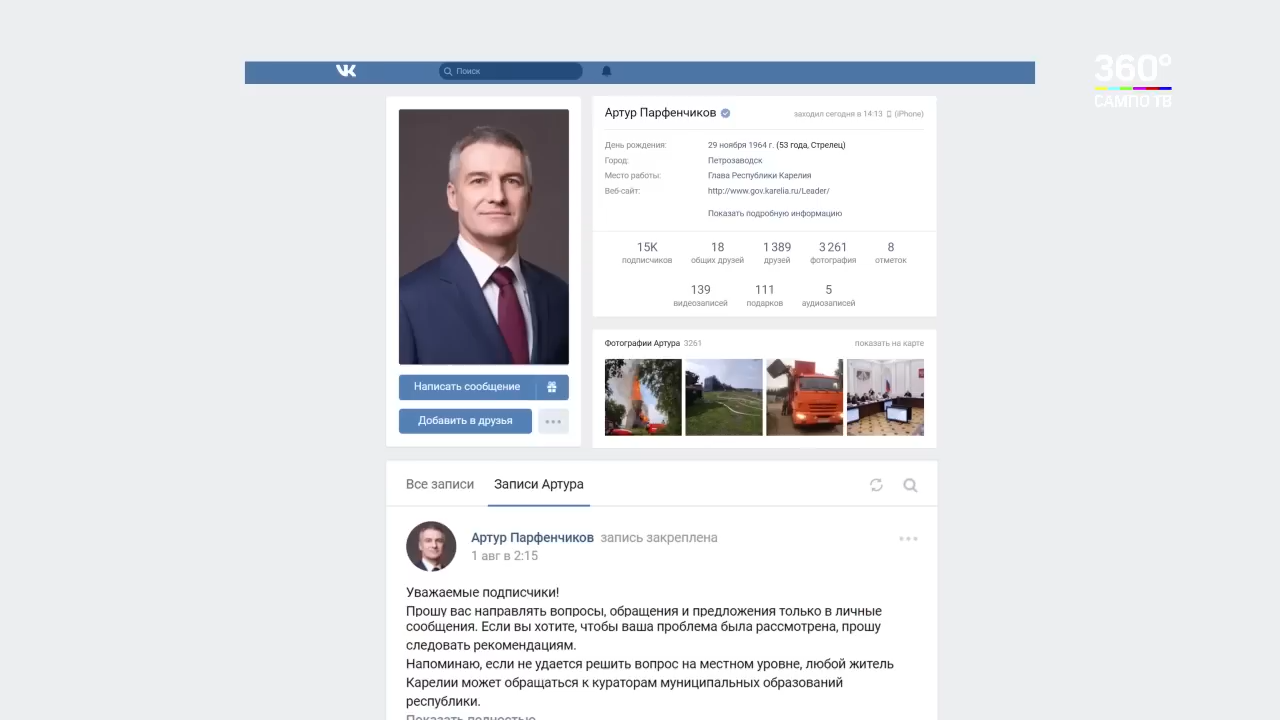 360°
САМПО ТВ
Поиск
Артур Парфенчиков
заходил сегодня в 14:13 (iPhone)
День рождения: 29 ноября 1964 г. (53 года, Стрелец)
Город: Петрозаводск
Место работы: Глава Республики Карелия
Веб-сайт: http://www.gov.karelia.ru/Leader/
Показать подробную информацию
15K 18 1 389 3 261 8
подписчиков общих друзей друзей фотография отметок
139 111 5
видеозаписей подарков аудиозаписей
Фотографии Артура 3261 показать на карте
Написать сообщение
Добавить в друзья
Все записи Записи Артура
Артур Парфенчиков запись закреплена
1 авг в 2:15
Уважаемые подписчики!
Прошу вас направлять вопросы, обращения и предложения только в личные
сообщения. Если вы хотите, чтобы ваша проблема была рассмотрена, прошу
следовать рекомендациям.
Напоминаю, если не удается решить вопрос на местном уровне, любой житель
Карелии может обращаться к кураторам муниципальных образований
республики.
Показать полностью